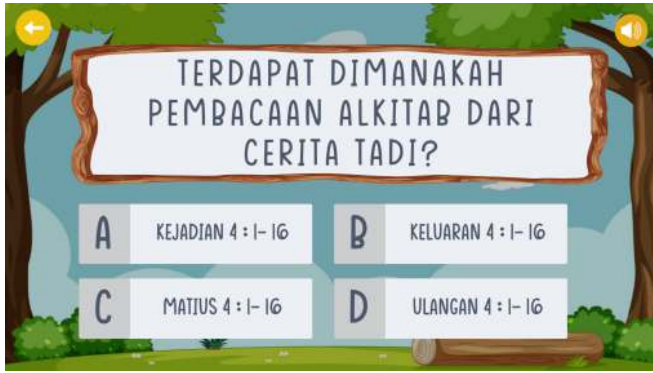 TERDAPAT DIMANAKAH
PEMBACAAN ALKITAB DARI
CERITA TADI?
A KEJADIAN 4 : 1- 16
B KELUARAN 4 : 1- 16
C MATIUS 4 : 1- 16
D ULANGAN 4 : 1- 16